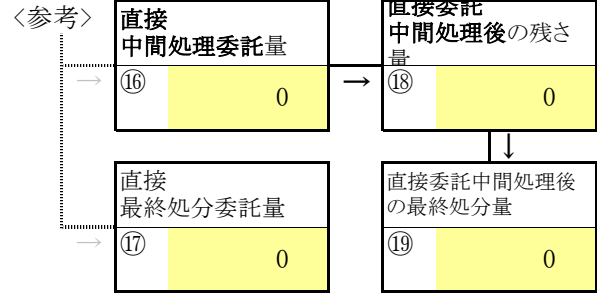 〈参考〉
直接
中間処理委託量
→
⑯
0
→
直接委託
中間処理後の残さ
量
⑱
0
↓
直接
最終処分委託量
→
⑰
0
直接委託中間処理後
の最終処分量
⑲
0